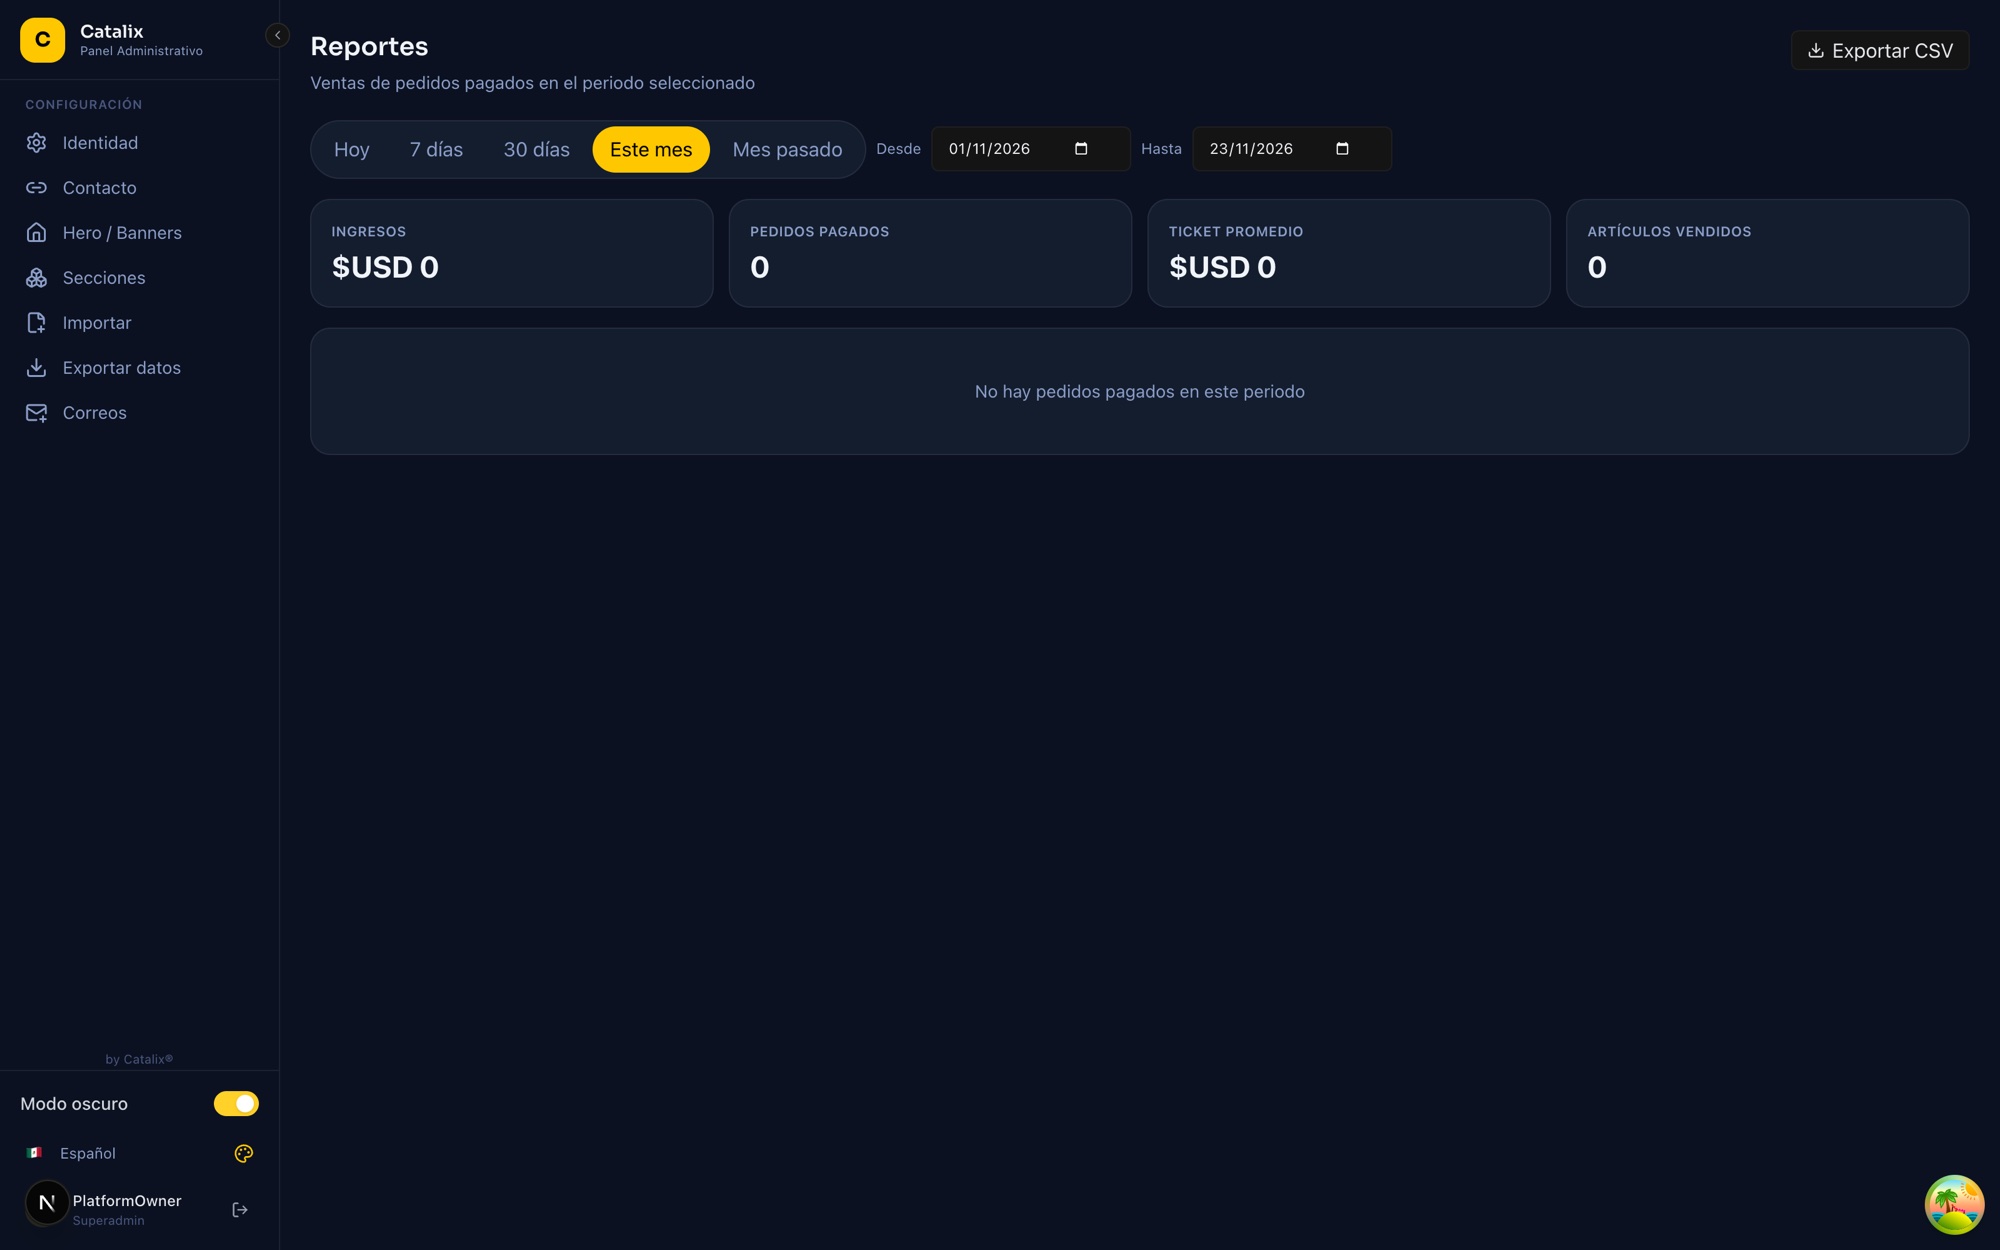 C
Catalix
Panel Administrativo
CONFIGURACIÓN
Identidad
Contacto
Hero / Banners
Secciones
Importar
Exportar datos
Correos
by Catalix®
Modo oscuro
Español
N
PlatformOwner
Superadmin
Reportes
Ventas de pedidos pagados en el periodo seleccionado
Exportar CSV
Hoy 7 días 30 días Este mes Mes pasado Desde 01/11/2026 Hasta 23/11/2026
INGRESOS
$USD 0
PEDIDOS PAGADOS
0
TICKET PROMEDIO
$USD 0
ARTÍCULOS VENDIDOS
0
No hay pedidos pagados en este periodo